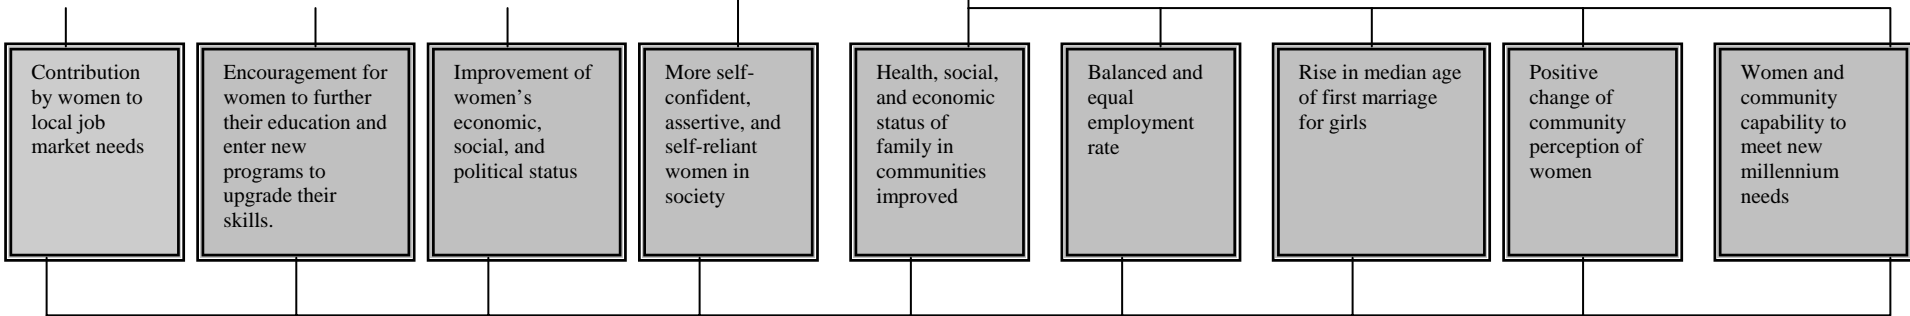 Contribution
by women to
local job
market needs
Encouragement for
women to further
their education and
enter new
programs to
upgrade their
skills.
Improvement of
women’s
economic,
social, and
political status
More self-
confident,
assertive, and
self-reliant
women in
society
Health, social,
and economic
status of
family in
communities
improved
Balanced and
equal
employment
rate
Rise in median age
of first marriage
for girls
Positive
change of
community
perception of
women
Women and
community
capability to
meet new
millennium
needs